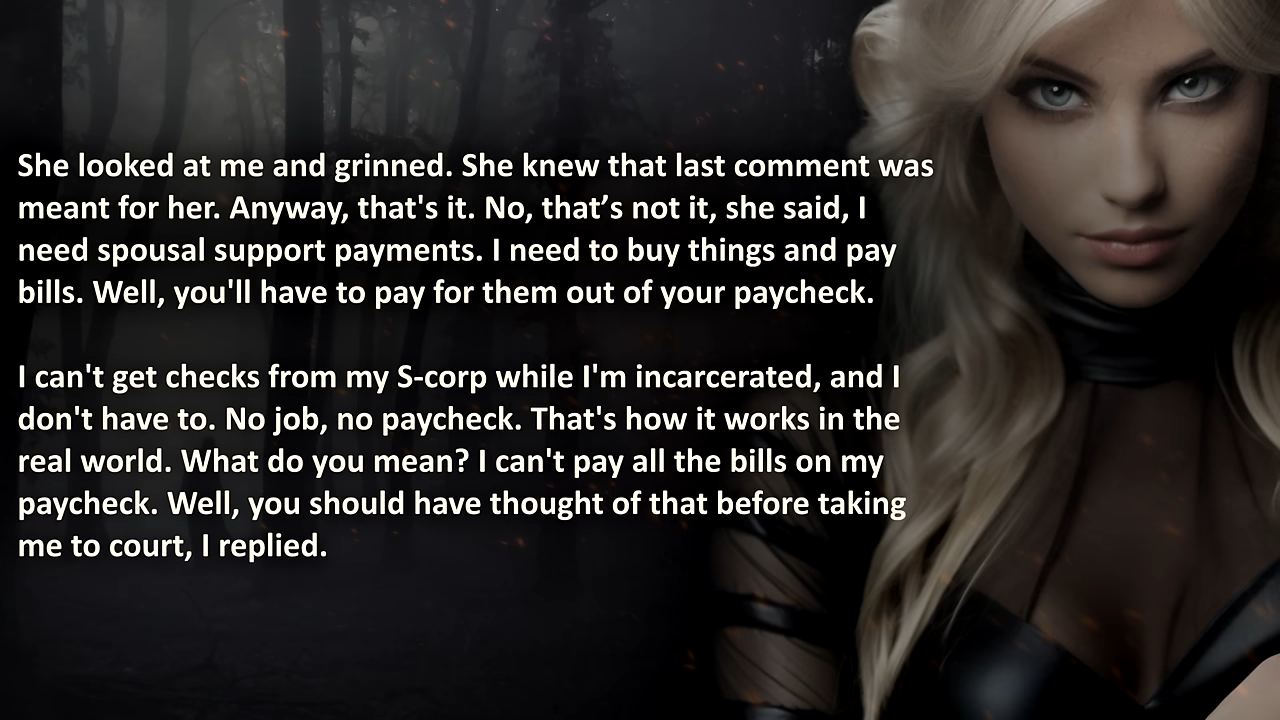 She looked at me and grinned. She knew that last comment was
meant for her. Anyway, that's it. No, that’s not it, she said, I
need spousal support payments. I need to buy things and pay
bills. Well, you'll have to pay for them out of your paycheck.
I can't get checks from my S-corp while I'm incarcerated, and I
don't have to. No job, no paycheck. That's how it works in the
real world. What do you mean? I can't pay all the bills on my
paycheck. Well, you should have thought of that before taking
me to court, I replied.